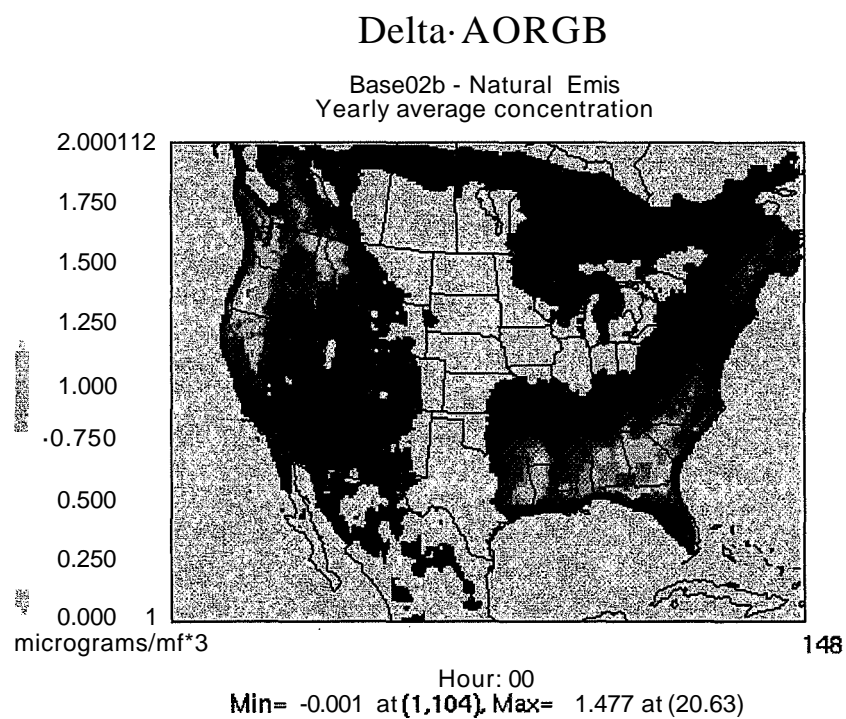 Delta·AORGB
Base02b - Natural Emis
Yearly average concentration
2.000112
1.750
1.500
1.250
1.000
·0.750
0.500
0.250
0.000 1
micrograms/mf*3
148
Hour: 00
Min= -0.001 at (1,104), Max= 1.477 at (20.63)